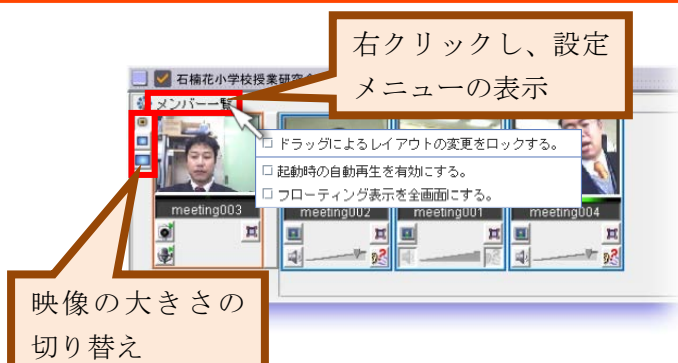 右クリックし、設定
メニューの表示
石楠花小学校授業研究会
メンバー一覧
ドラッグによるレイアウトの変更をロックする。
起動時の自動再生を有効にする。
フローティング表示を全画面にする。
meeting003
meeting002
meeting001
meeting004
映像の大きさの
切り替え